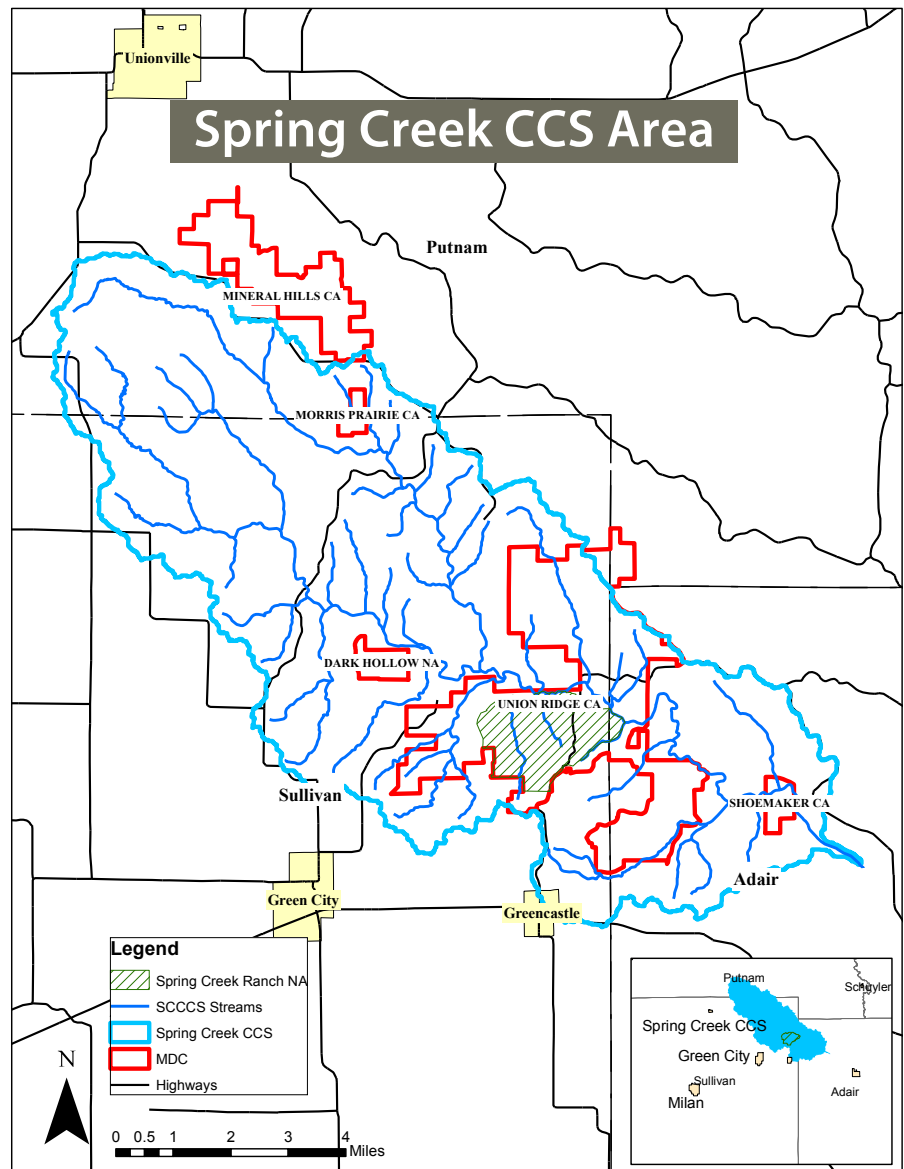 Unionville
Spring Creek CCS Area
Putnam
MINERAL HILLS CA
MORRIS PRAIRIE CA
DARK HOLLOW NA
UNION RIDGE CA
Sullivan
SHOEMAKER CA
Adair
Green City
Greencastle
Legend
Spring Creek Ranch NA
SCCCS Streams
Spring Creek CCS
MDC
Highways
N
0 0.5 1 2 3 4
Miles
Putnam
Schuyler
Spring Creek CCS
Green City
Sullivan
Milan
Adair